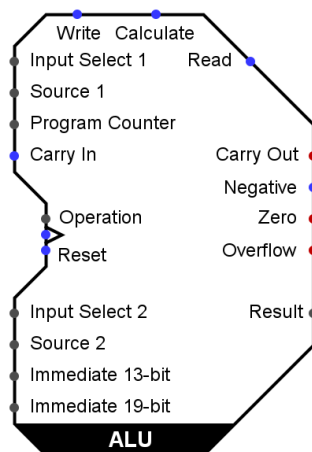 Write Calculate
Input Select 1
Read
Source 1
Program Counter
Carry In
Carry Out
Negative
Operation
Zero
Reset
Overflow
Input Select 2
Result
Source 2
Immediate 13-bit
Immediate 19-bit
ALU